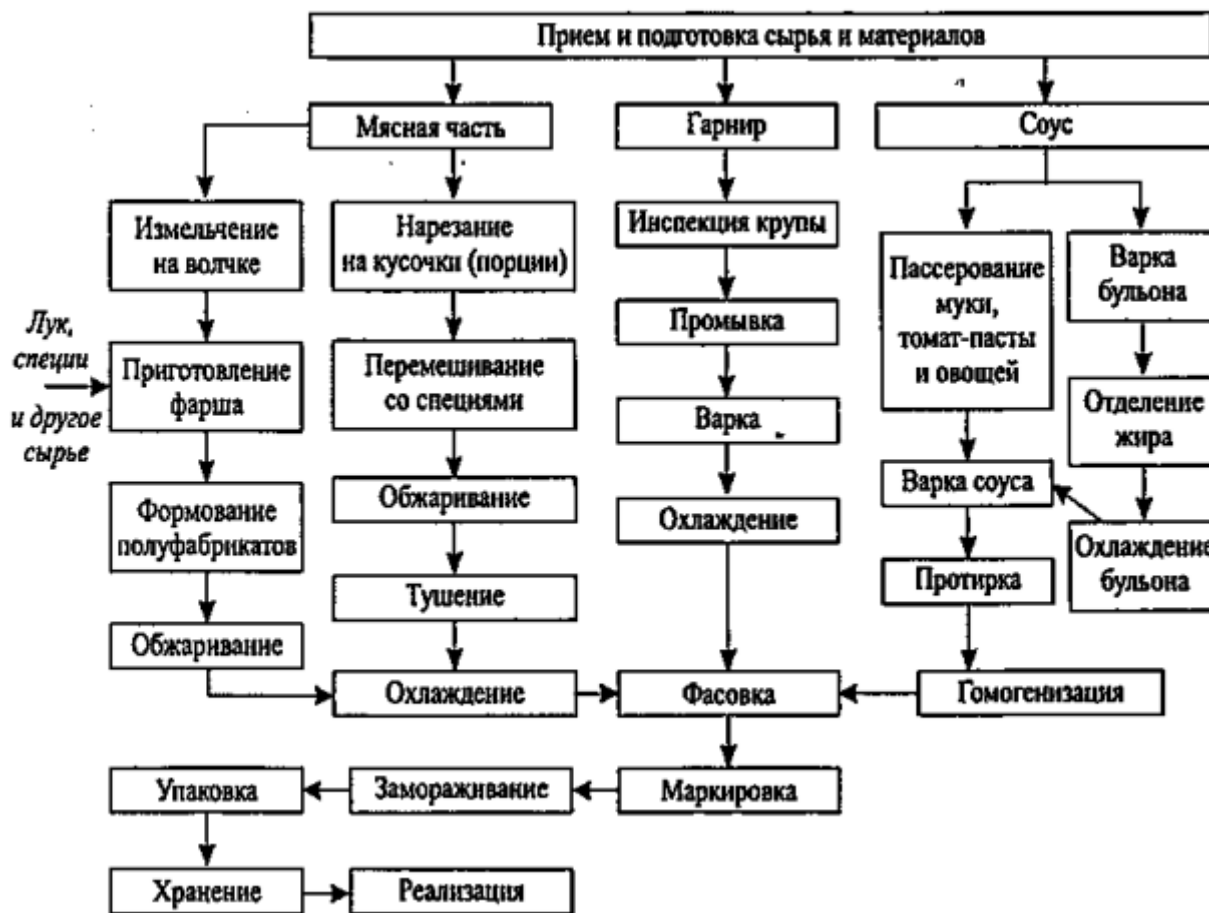 Прием и подготовка сырья и материалов
Мясная часть
Гарнир
Соус
Измельчение
на волчке
Нарезание
на кусочки (порции)
Инспекция крупы
Пассерование
муки,
томат-пасты
и овощей
Варка
бульона
Лук,
специи
и другое
сырье
Приготовление
фарша
Перемешивание
со специями
Промывка
Варка
Отделение
жира
Формование
полуфабрикатов
Обжаривание
Охлаждение
Варка соуса
Охлаждение
бульона
Тушение
Протирка
Обжаривание
Охлаждение
Фасовка
Гомогенизация
Упаковка
Замораживание
Маркировка
Хранение
Реализация